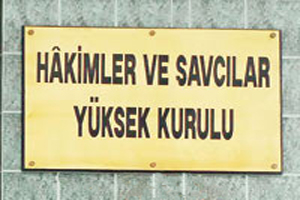 HÂKİMLER VE SAVCILAR
YÜKSEK KURULU